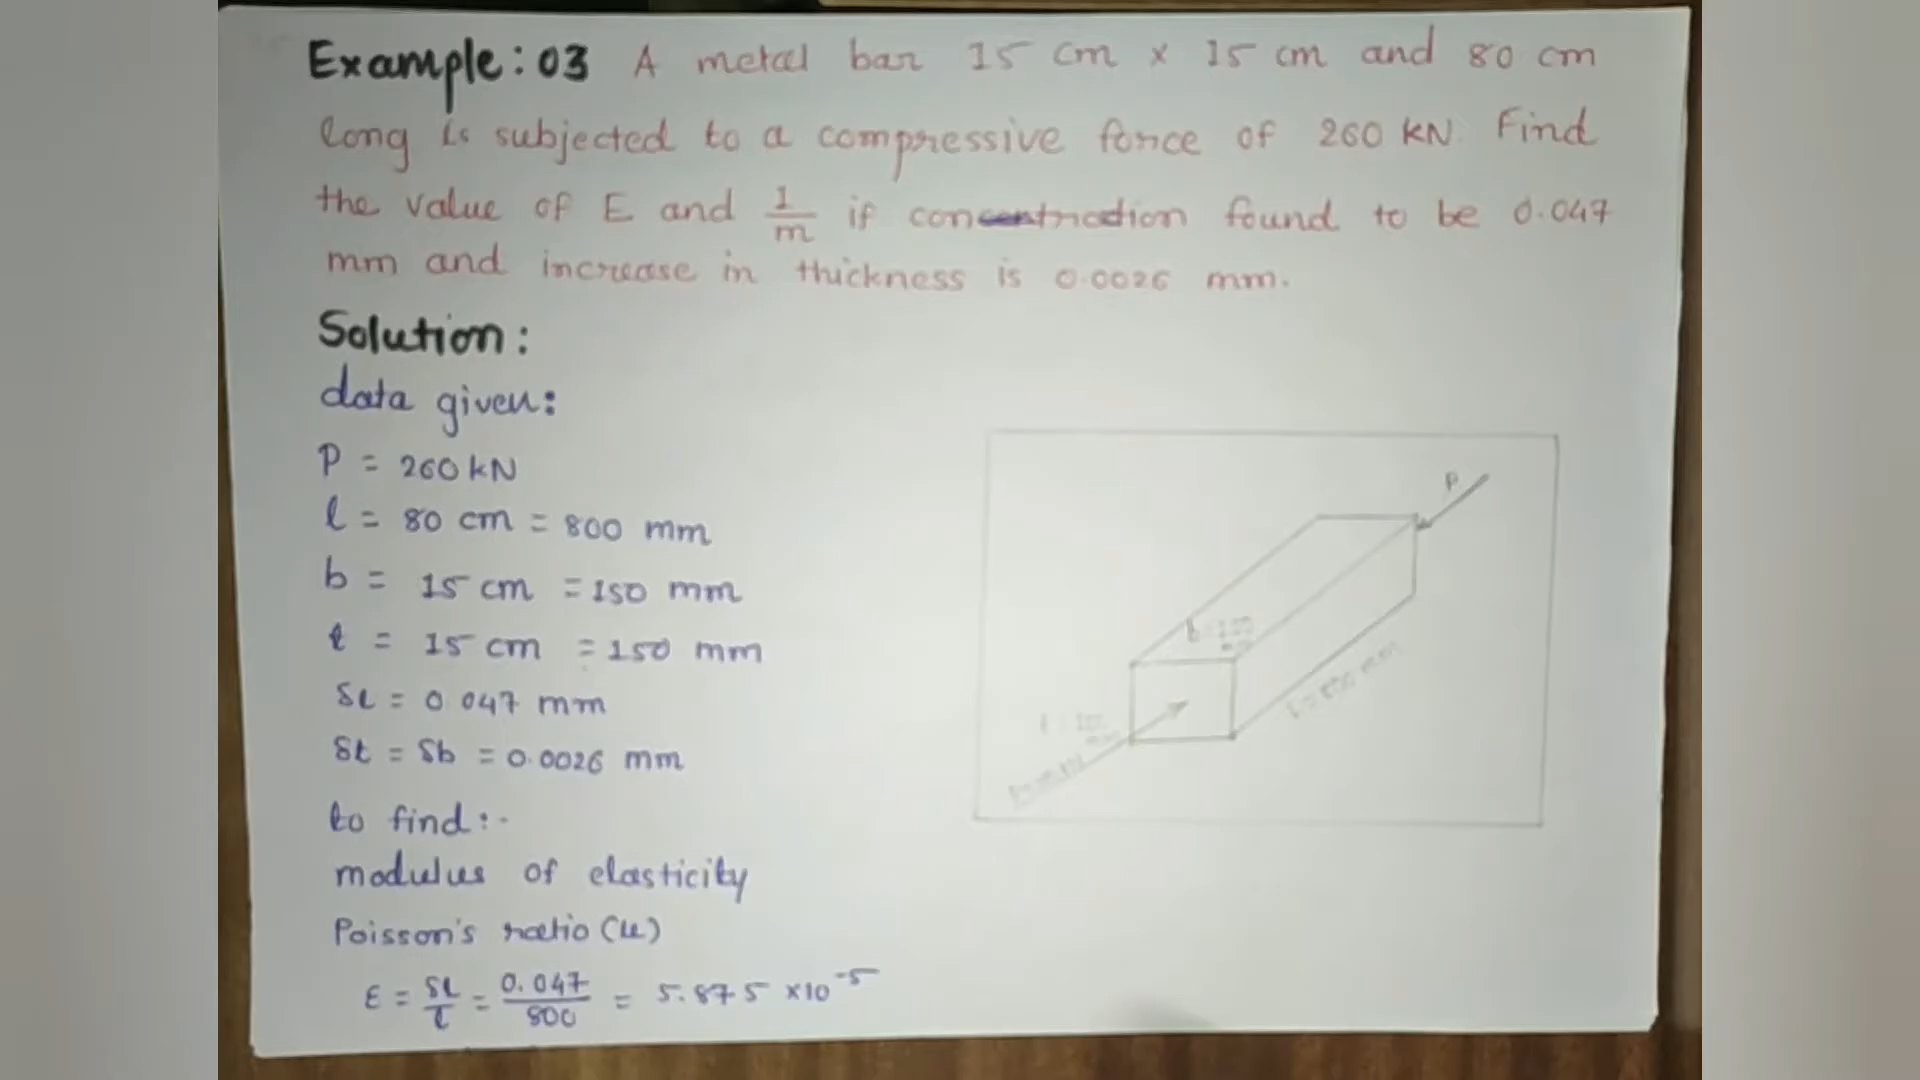 Example: 03 A metal bar 15 cm x 15 cm and 80 cm
long is subjected to a compressive force of 260 kN. Find
the value of E and 1/m if contraction found to be 0.047
mm and increase in thickness is 0.0026 mm.
Solution:
data given:
P = 260 kN
l = 80 cm = 800 mm
b = 15 cm = 150 mm
t = 15 cm = 150 mm
δl = 0.047 mm
δt = δb = 0.0026 mm
to find:-
modulus of elasticity
Poisson's ratio (μ)
ε = δl/l = 0.047/800 = 5.875 x 10^-5
P
l = 800 mm